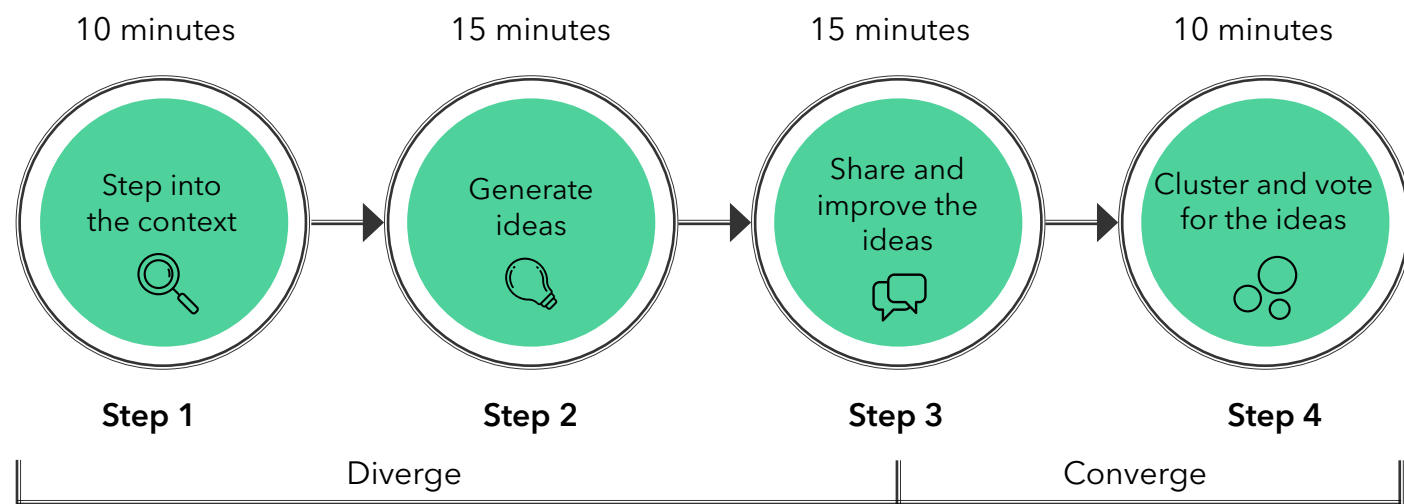 10 minutes
15 minutes
15 minutes
10 minutes
Step into
the context
Generate
ideas
Share and
improve the
ideas
Cluster and vote
for the ideas
Step 1
Step 2
Step 3
Step 4
Diverge
Converge